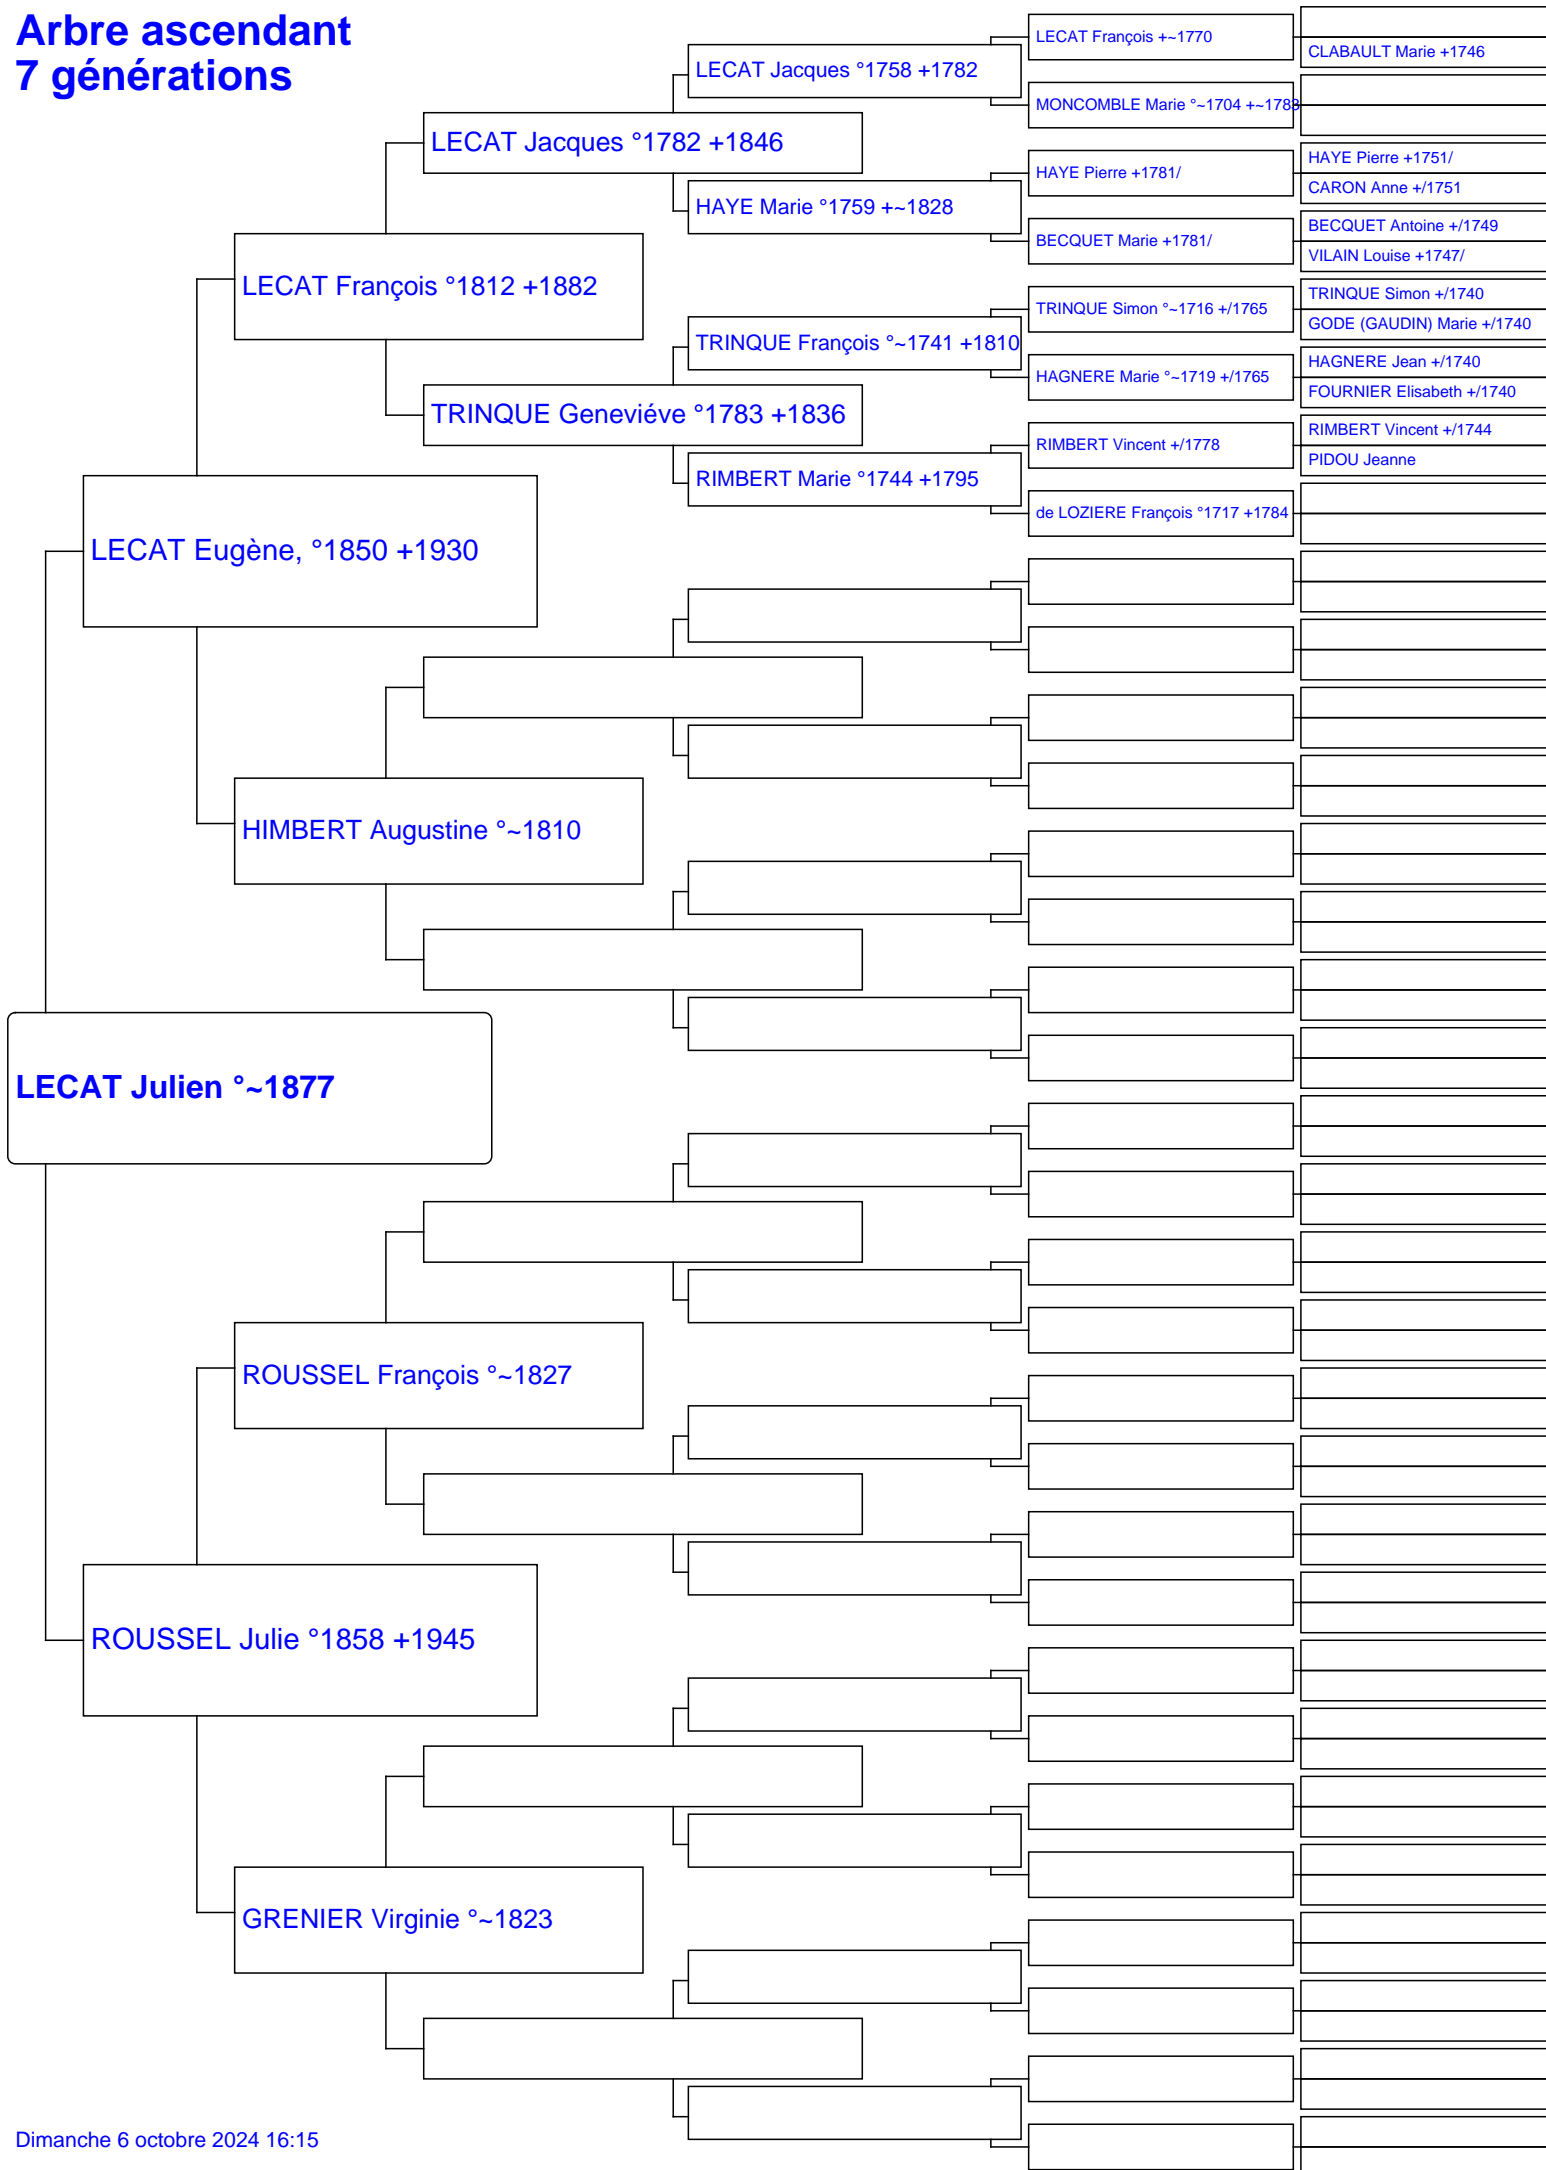 Arbre ascendant
7 générations
LECAT François +~1770
CLABAULT Marie +1746
LECAT Jacques °1758 +1782
MONCOMBLE Marie °~1704 +~1783
LECAT Jacques °1782 +1846
HAYE Pierre +1751/
HAYE Pierre +1781/
CARON Anne +/1751
HAYE Marie °1759 +~1828
BECQUET Antoine +/1749
BECQUET Marie +1781/
VILAIN Louise +1747/
LECAT François °1812 +1882
TRINQUE Simon +/1740
TRINQUE Simon °~1716 +/1765
GODE (GAUDIN) Marie +/1740
TRINQUE François °~1741 +1810
HAGNERE Jean +/1740
HAGNERE Marie °~1719 +/1765
FOURNIER Elisabeth +/1740
TRINQUE Geneviéve °1783 +1836
RIMBERT Vincent +/1744
RIMBERT Vincent +/1778
PIDOU Jeanne
RIMBERT Marie °1744 +1795
de LOZIERE François °1717 +1784
LECAT Eugène, °1850 +1930
HIMBERT Augustine °~1810
LECAT Julien °~1877
ROUSSEL François °~1827
ROUSSEL Julie °1858 +1945
GRENIER Virginie °~1823
Dimanche 6 octobre 2024 16:15